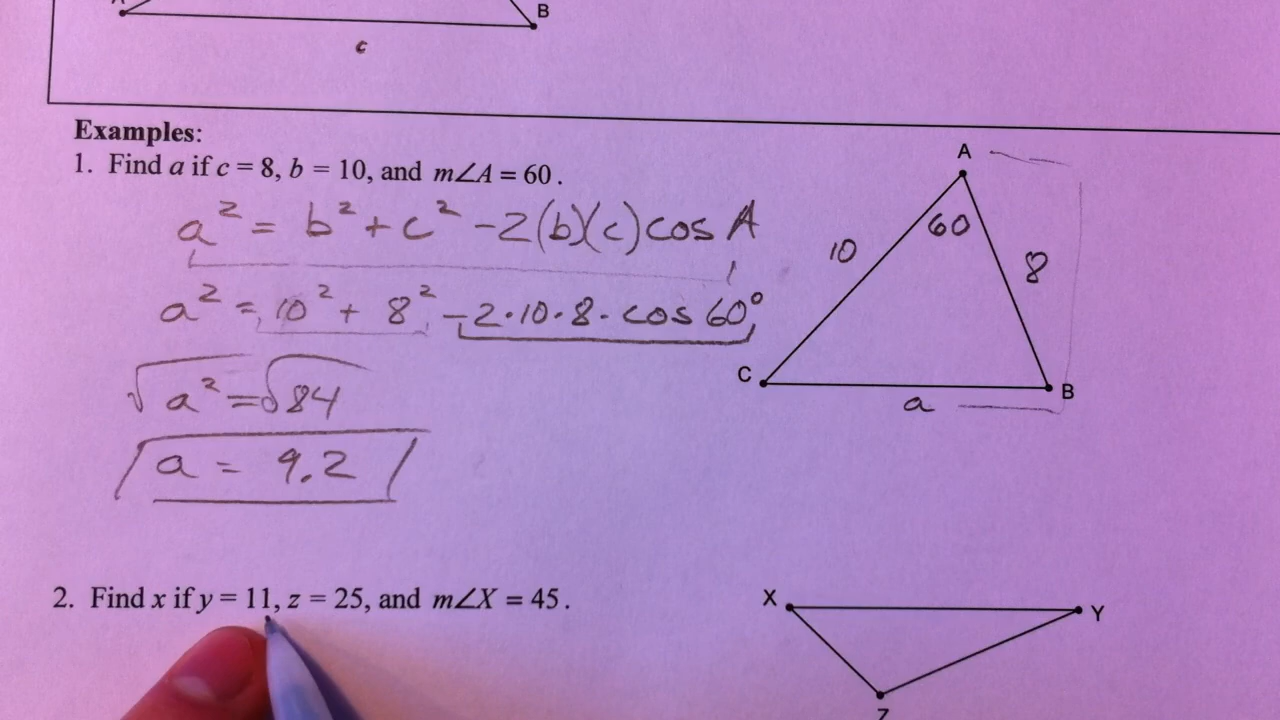 B
c
Examples:
1. Find a if c = 8, b = 10, and m∠A = 60.
a² = b² + c² - 2(b)(c) cos A
a² = 10² + 8² - 2·10·8· cos 60°
√a² = √84
a = 9.2
A
60
10
8
C
B
a
2. Find x if y = 11, z = 25, and m∠X = 45.
X
Y
Z